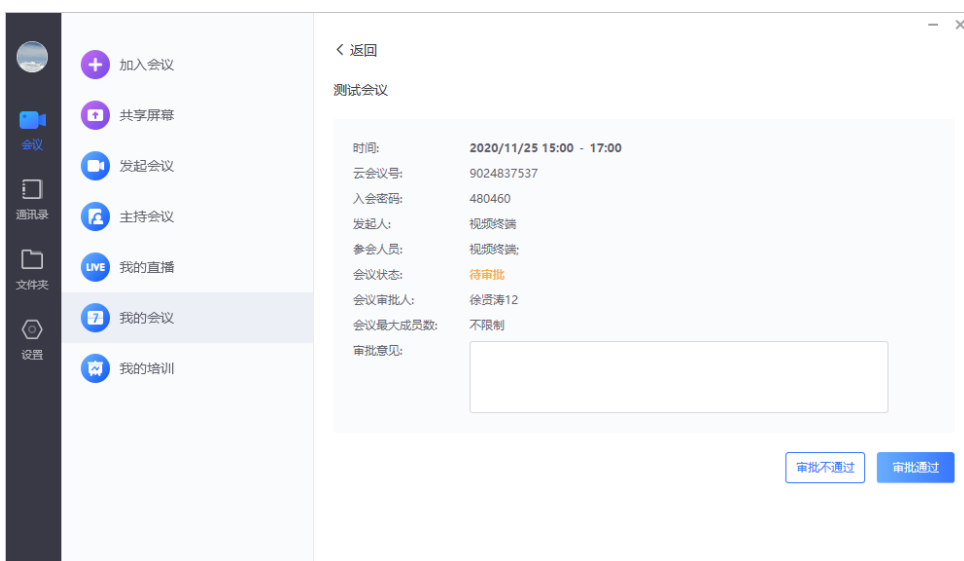 会议
通讯录
文件夹
设置
加入会议
共享屏幕
发起会议
主持会议
LIVE 我的直播
7 我的会议
我的培训
返回
测试会议
时间: 2020/11/25 15:00 - 17:00
云会议号: 9024837537
入会密码: 480460
发起人: 视频终端
参会人员: 视频终端;
会议状态: 待审批
会议审批人: 徐贤涛12
会议最大成员数: 不限制
审批意见:
审批不通过 审批通过